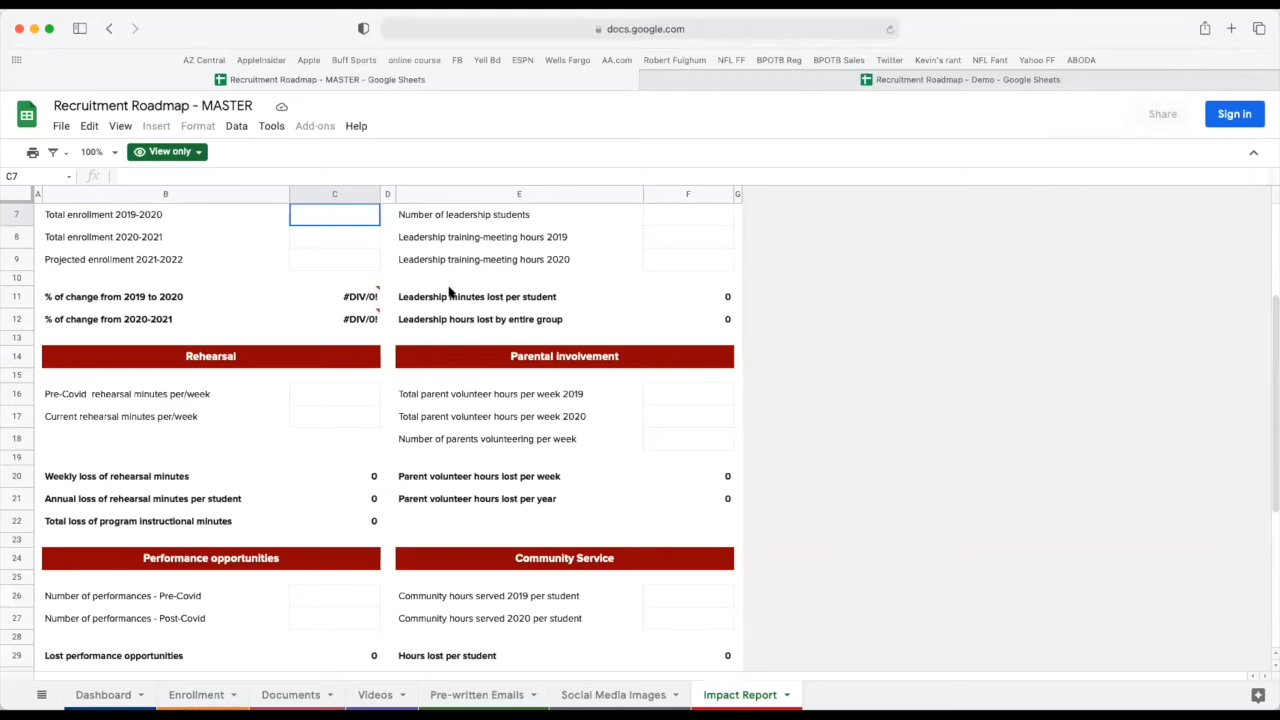 docs.google.com
AZ Central AppleInsider Apple Buff Sports online course FB Yell Bd ESPN Wells Fargo AA.com Robert Fulghum NFL FF BPOTB Reg BPOTB Sales Twitter Kevin's rant NFL Fant Yahoo FF ABODA
Recruitment Roadmap - MASTER - Google Sheets Recruitment Roadmap - Demo - Google Sheets
Recruitment Roadmap - MASTER
Share Sign in
File Edit View Insert Format Data Tools Add-ons Help
100% View only
C7 fx
A B C D E F G
7 Total enrollment 2019-2020 Number of leadership students
8 Total enrollment 2020-2021 Leadership training-meeting hours 2019
9 Projected enrollment 2021-2022 Leadership training-meeting hours 2020
10
11 % of change from 2019 to 2020 #DIV/0! Leadership minutes lost per student 0
12 % of change from 2020-2021 #DIV/0! Leadership hours lost by entire group 0
13
14 Rehearsal Parental involvement
15
16 Pre-Covid rehearsal minutes per/week Total parent volunteer hours per week 2019
17 Current rehearsal minutes per/week Total parent volunteer hours per week 2020
18 Number of parents volunteering per week
19
20 Weekly loss of rehearsal minutes 0 Parent volunteer hours lost per week 0
21 Annual loss of rehearsal minutes per student 0 Parent volunteer hours lost per year 0
22 Total loss of program instructional minutes 0
23
24 Performance opportunities Community Service
25
26 Number of performances - Pre-Covid Community hours served 2019 per student
27 Number of performances - Post-Covid Community hours served 2020 per student
28
29 Lost performance opportunities 0 Hours lost per student 0
Dashboard Enrollment Documents Videos Pre-written Emails Social Media Images Impact Report